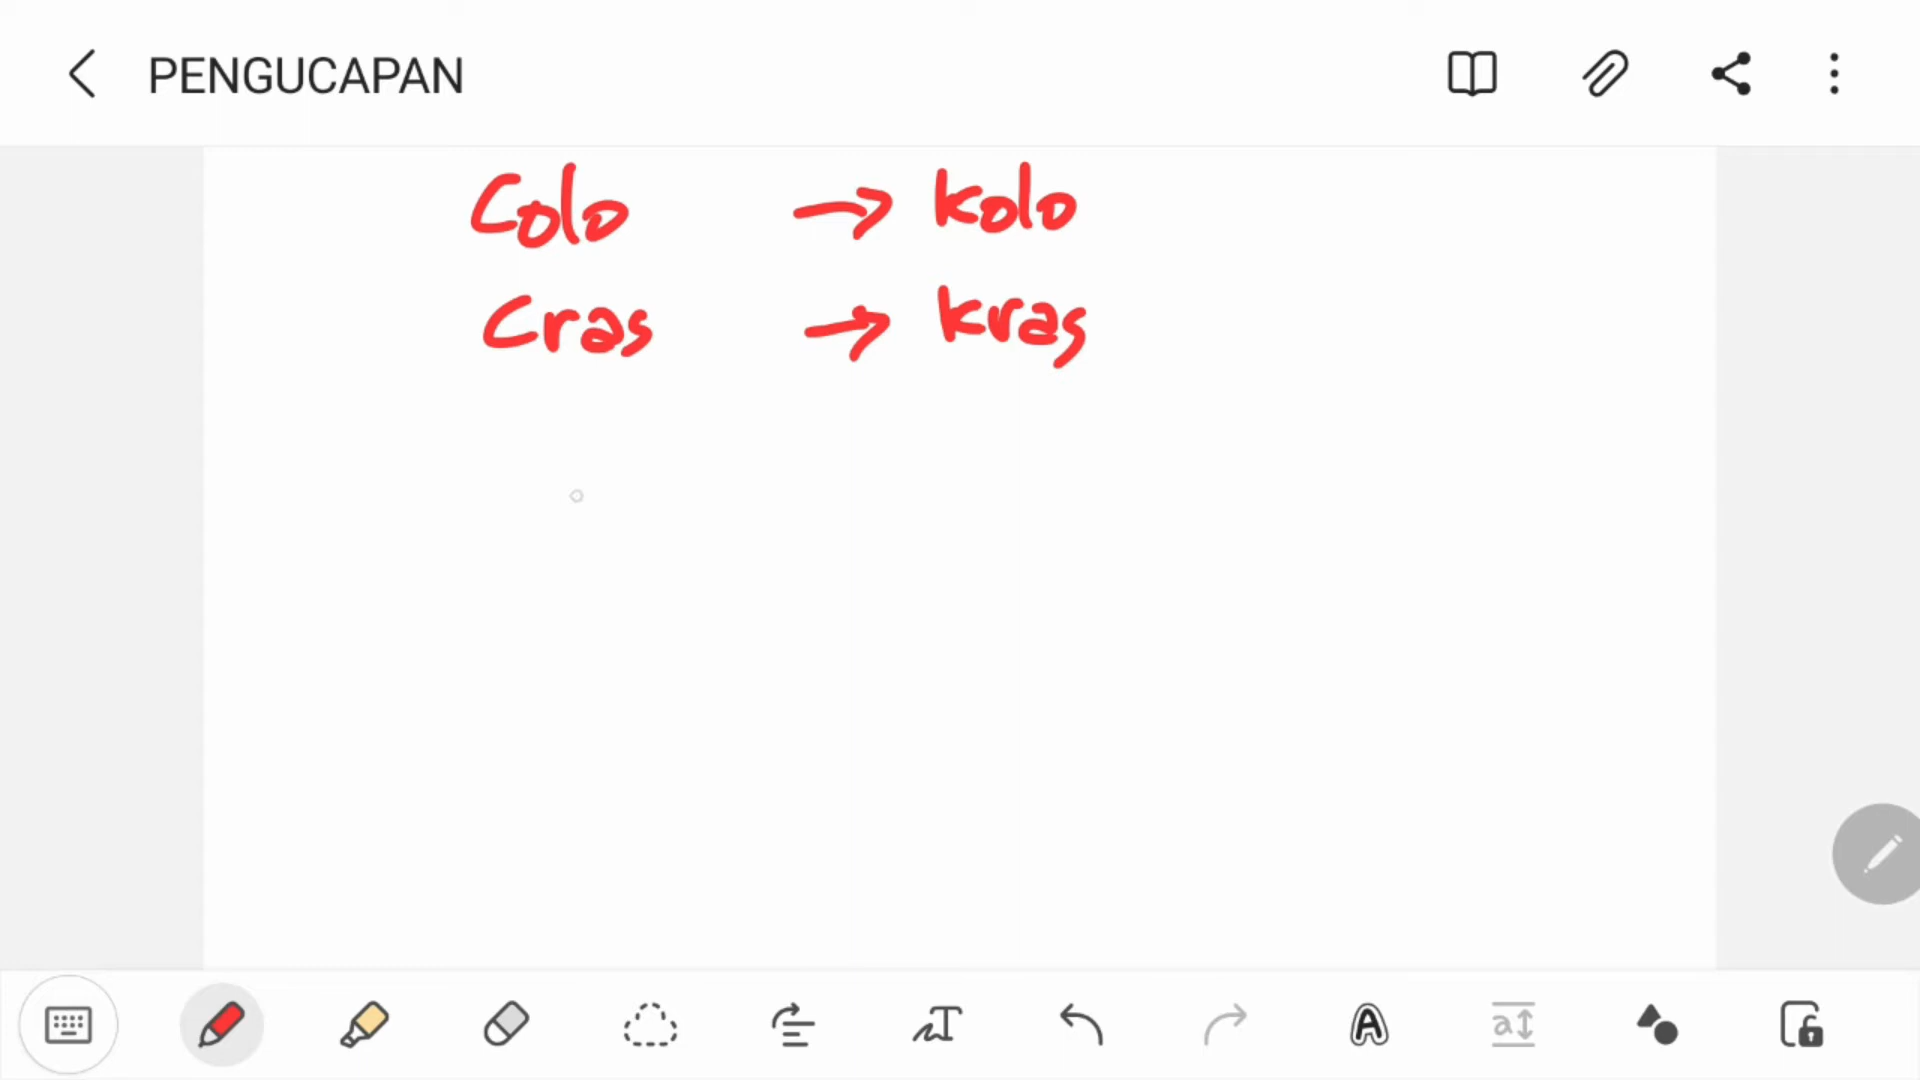 PENGUCAPAN
Colo → kolo
Cras → kras